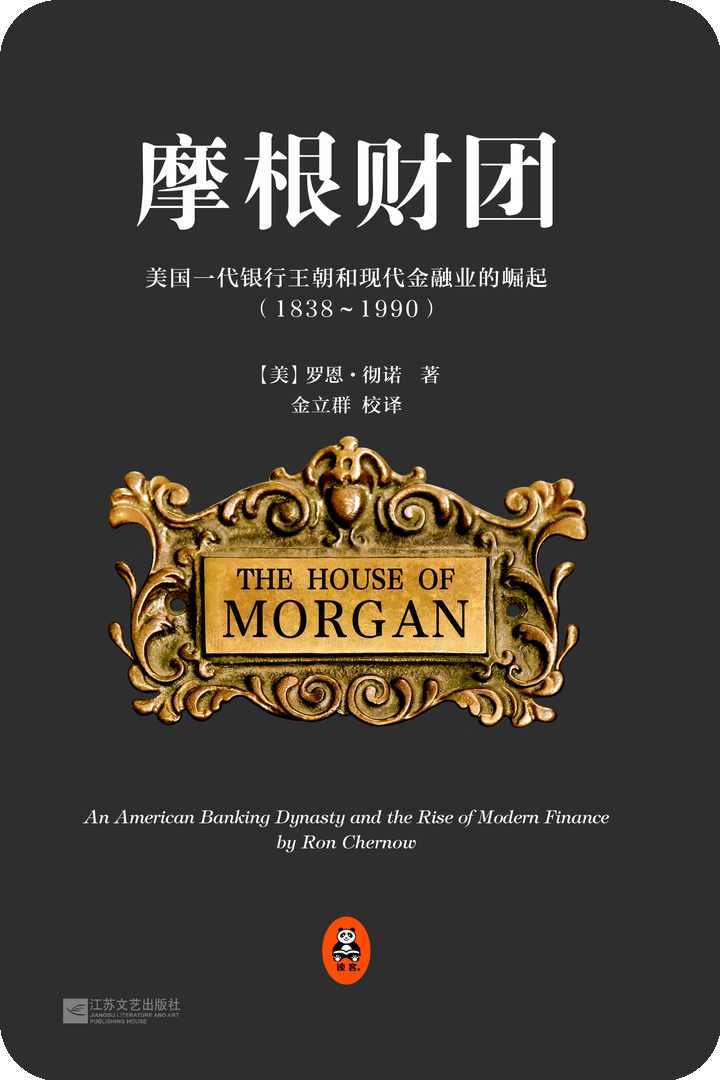 摩根财团
美国一代银行王朝和现代金融业的崛起
（1838~1990）
【美】罗恩·彻诺 著
金立群 校译
THE HOUSE OF
MORGAN
An American Banking Dynasty and the Rise of Modern Finance
by Ron Chernow
读客®
江苏文艺出版社
JIANGSU LITERATURE AND ART
PUBLISHING HOUSE